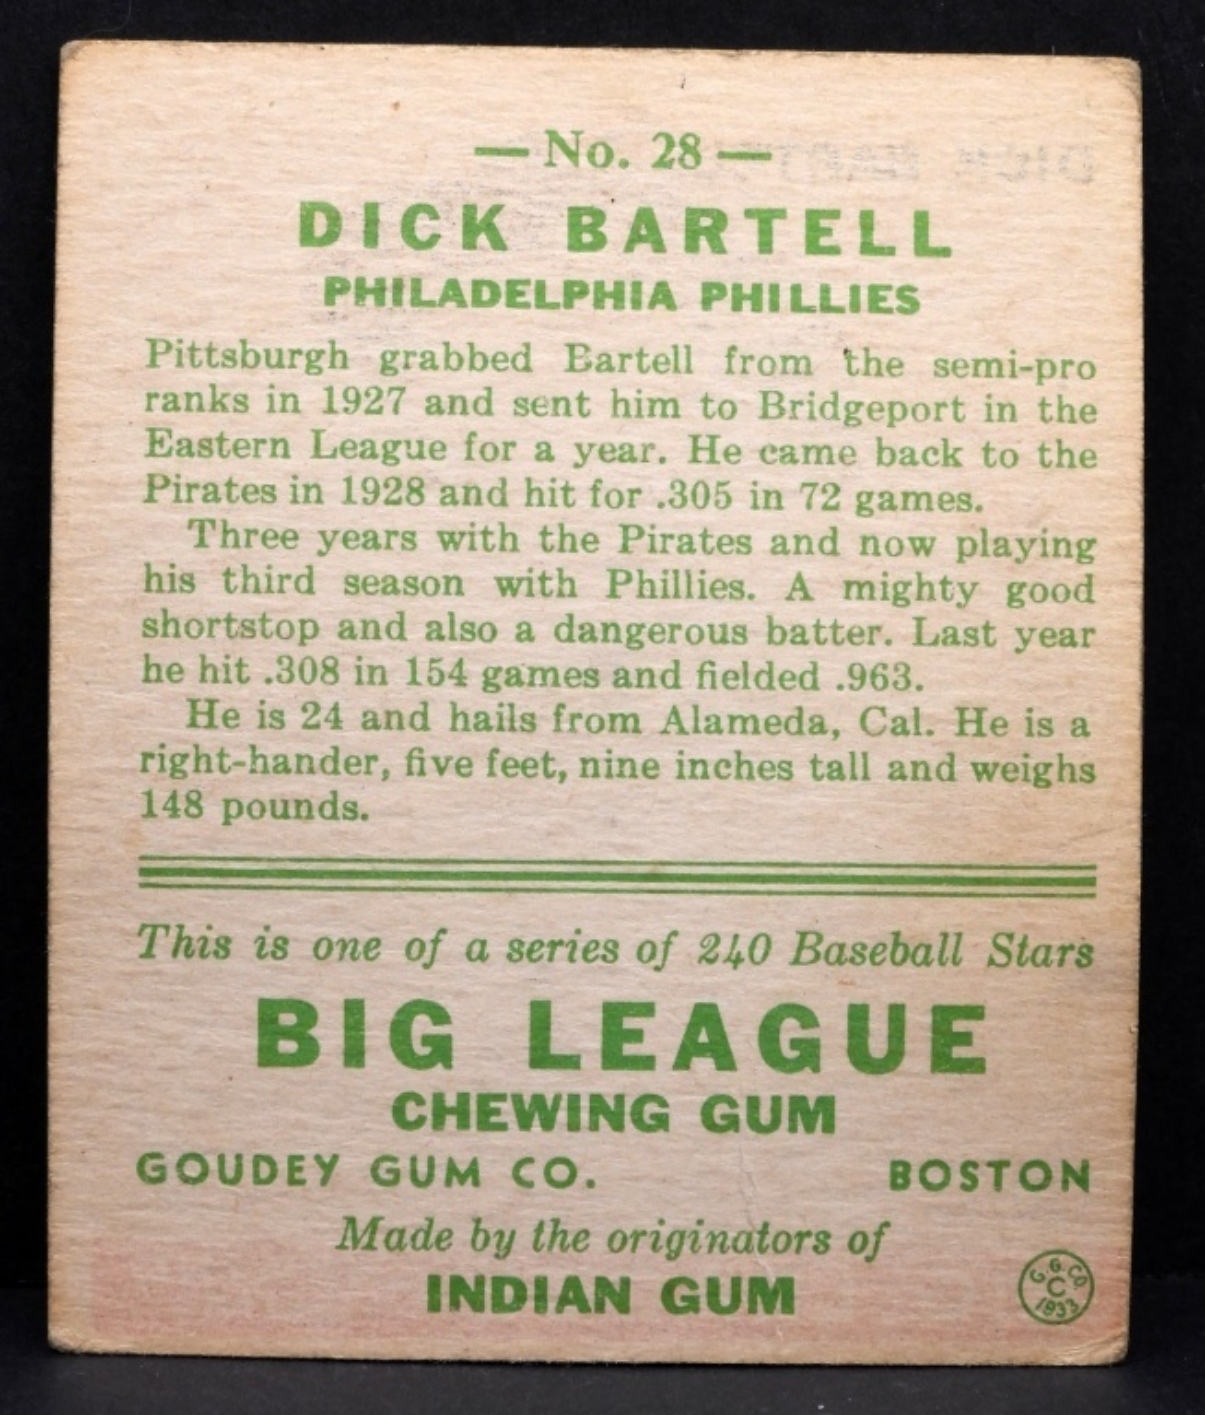 — No. 28 —
DICK BARTELL
PHILADELPHIA PHILLIES
Pittsburgh grabbed Bartell from the semi-pro
ranks in 1927 and sent him to Bridgeport in the
Eastern League for a year. He came back to the
Pirates in 1928 and hit for .305 in 72 games.
Three years with the Pirates and now playing
his third season with Phillies. A mighty good
shortstop and also a dangerous batter. Last year
he hit .308 in 154 games and fielded .963.
He is 24 and hails from Alameda, Cal. He is a
right-hander, five feet, nine inches tall and weighs
148 pounds.
This is one of a series of 240 Baseball Stars
BIG LEAGUE
CHEWING GUM
GOUDEY GUM CO. BOSTON
Made by the originators of
INDIAN GUM
G.G.CO
C
1933